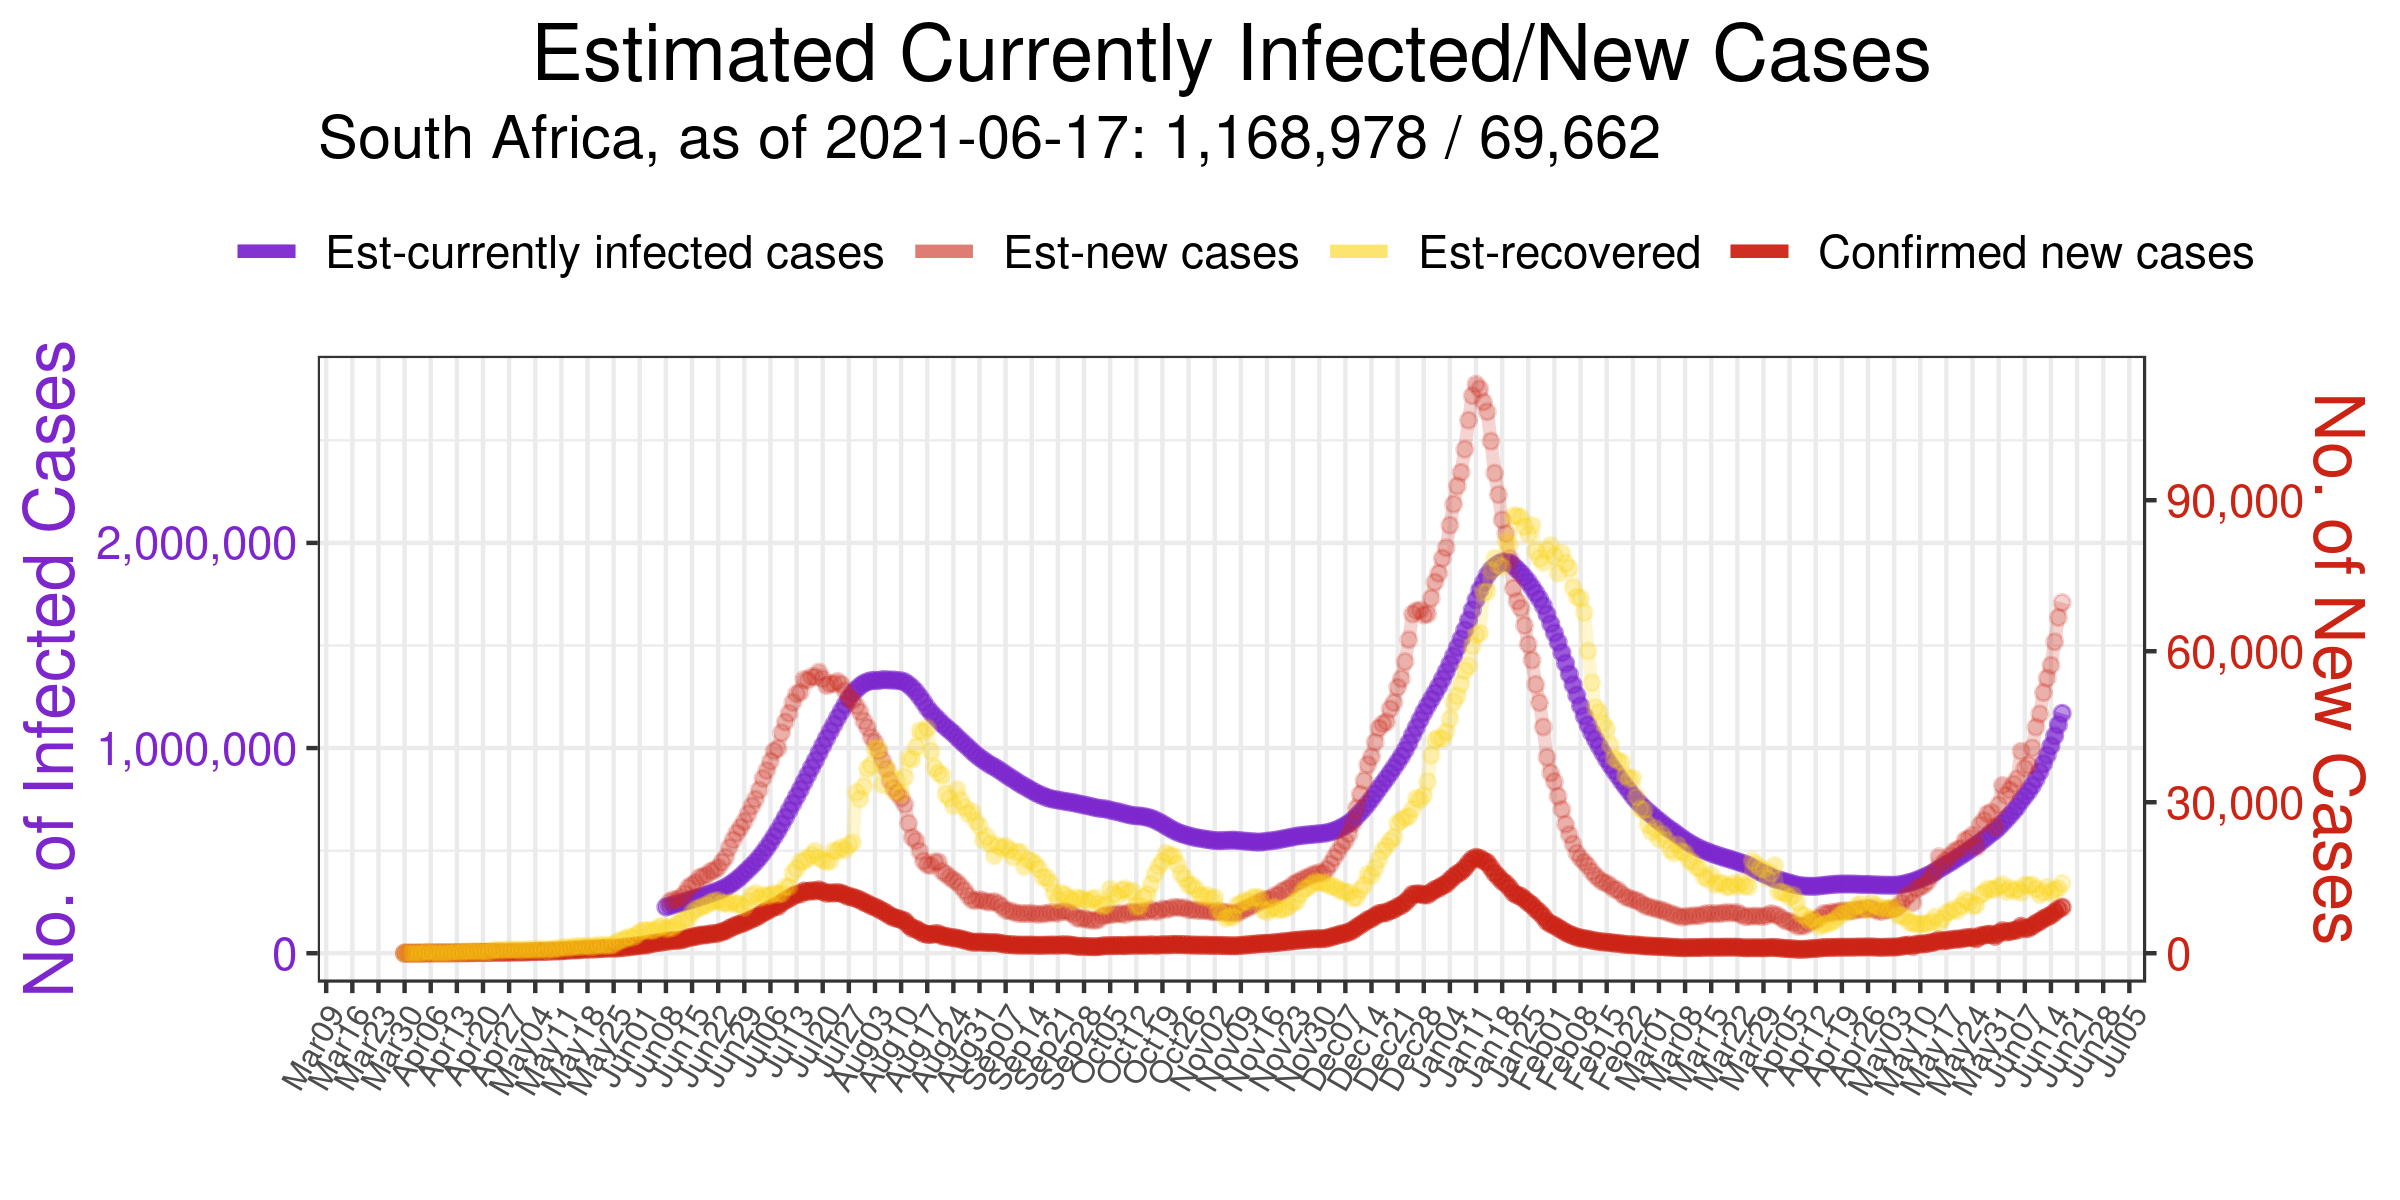 Estimated Currently Infected/New Cases
South Africa, as of 2021-06-17: 1,168,978 / 69,662
Est-currently infected cases
Est-new cases
Est-recovered
Confirmed new cases
No. of Infected Cases
2,000,000
1,000,000
0
No. of New Cases
90,000
60,000
30,000
0
Mar09
Mar16
Mar23
Mar30
Apr06
Apr13
Apr20
Apr27
May04
May11
May18
May25
Jun01
Jun08
Jun15
Jun22
Jun29
Jul06
Jul13
Jul20
Jul27
Aug03
Aug10
Aug17
Aug24
Aug31
Sep07
Sep14
Sep21
Sep28
Oct05
Oct12
Oct19
Oct26
Nov02
Nov09
Nov16
Nov23
Nov30
Dec07
Dec14
Dec21
Dec28
Jan04
Jan11
Jan18
Jan25
Feb01
Feb08
Feb15
Feb22
Mar01
Mar08
Mar15
Mar22
Mar29
Apr05
Apr12
Apr19
Apr26
May03
May10
May17
May24
May31
Jun07
Jun14
Jun21
Jun28
Jul05